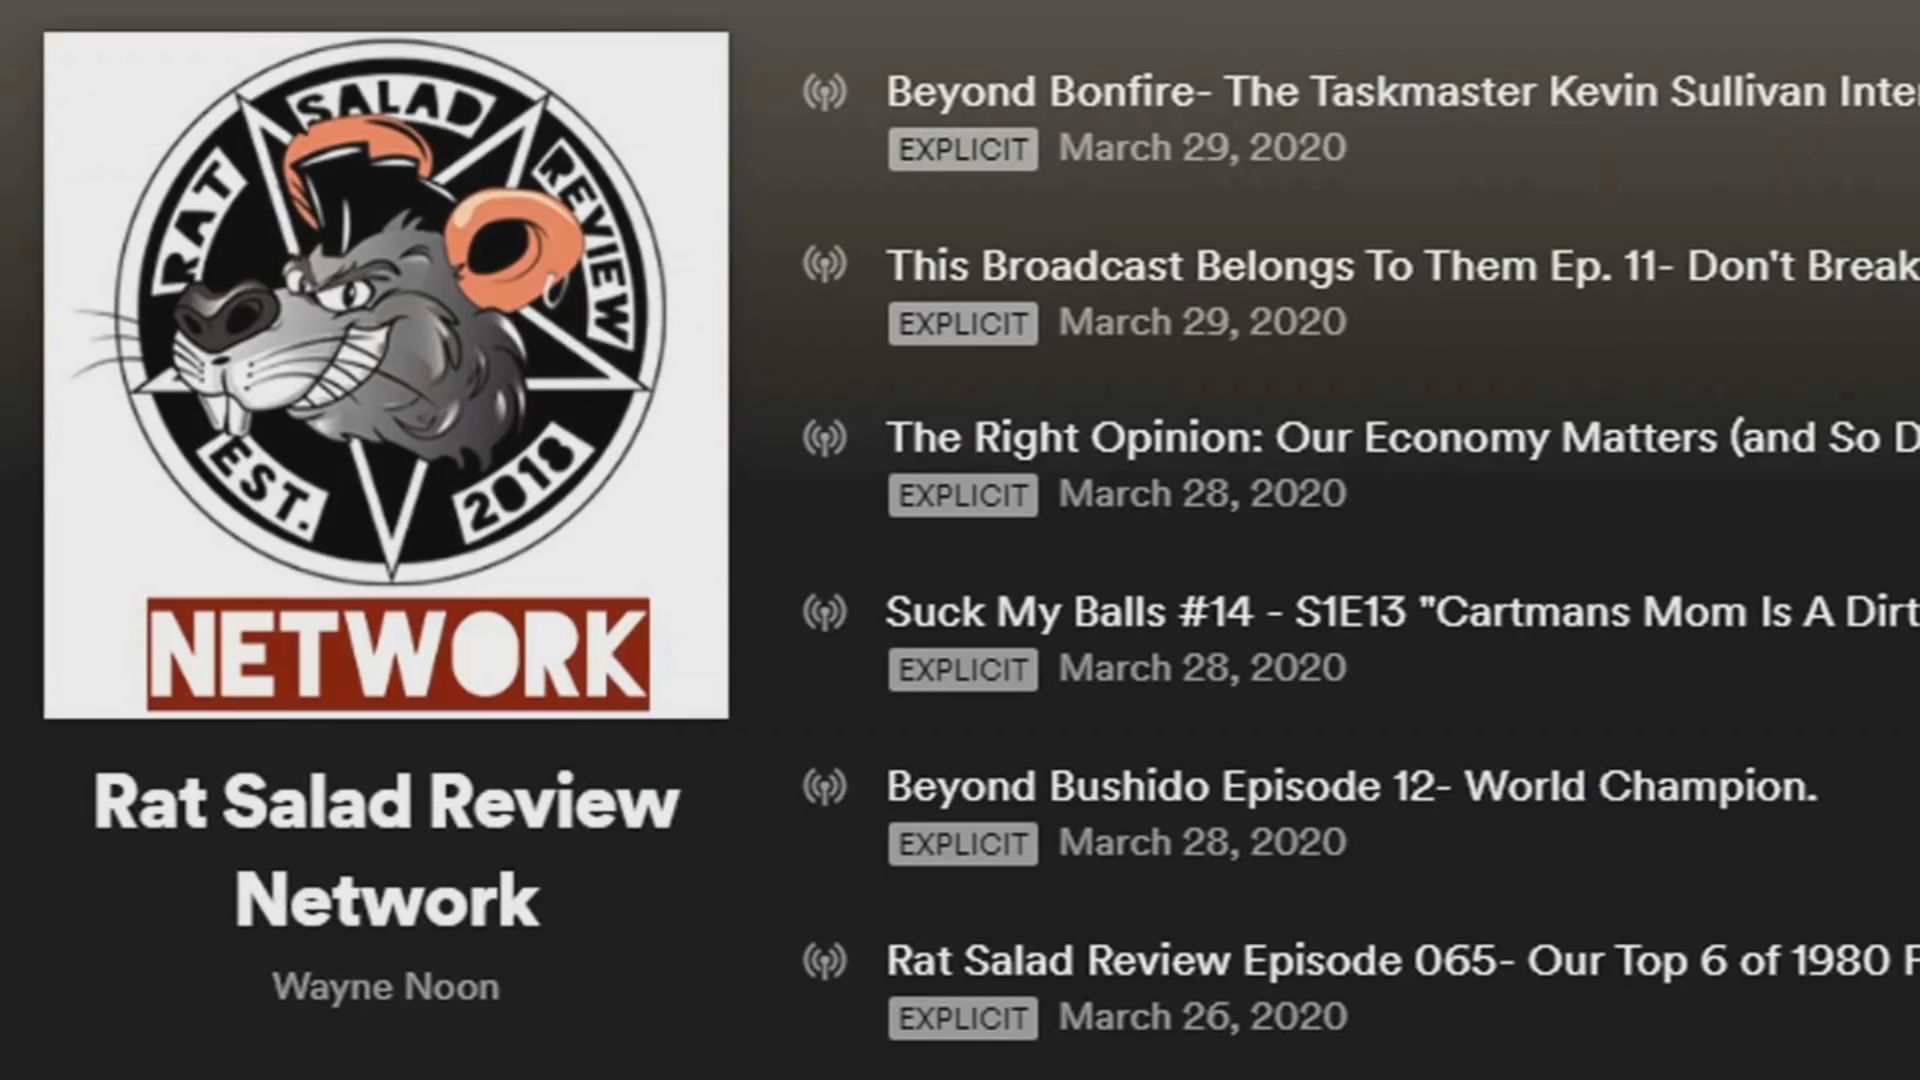 RAT SALAD REVIEW
EST. 2018
NETWORK
Rat Salad Review
Network
Wayne Noon
Beyond Bonfire- The Taskmaster Kevin Sullivan Inter
EXPLICIT March 29, 2020
This Broadcast Belongs To Them Ep. 11- Don't Break
EXPLICIT March 29, 2020
The Right Opinion: Our Economy Matters (and So D
EXPLICIT March 28, 2020
Suck My Balls #14 - S1E13 "Cartmans Mom Is A Dirt
EXPLICIT March 28, 2020
Beyond Bushido Episode 12- World Champion.
EXPLICIT March 28, 2020
Rat Salad Review Episode 065- Our Top 6 of 1980 F
EXPLICIT March 26, 2020